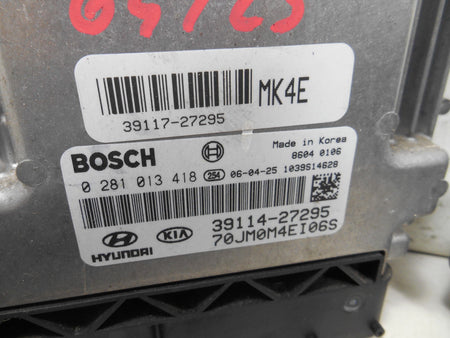 MK4E
39117-27295
BOSCH
Made in Korea
8604 0106
0 281 013 418 254 06-04-25 1039S14628
39114-27295
HYUNDAI KIA 70JM0M4EI06S